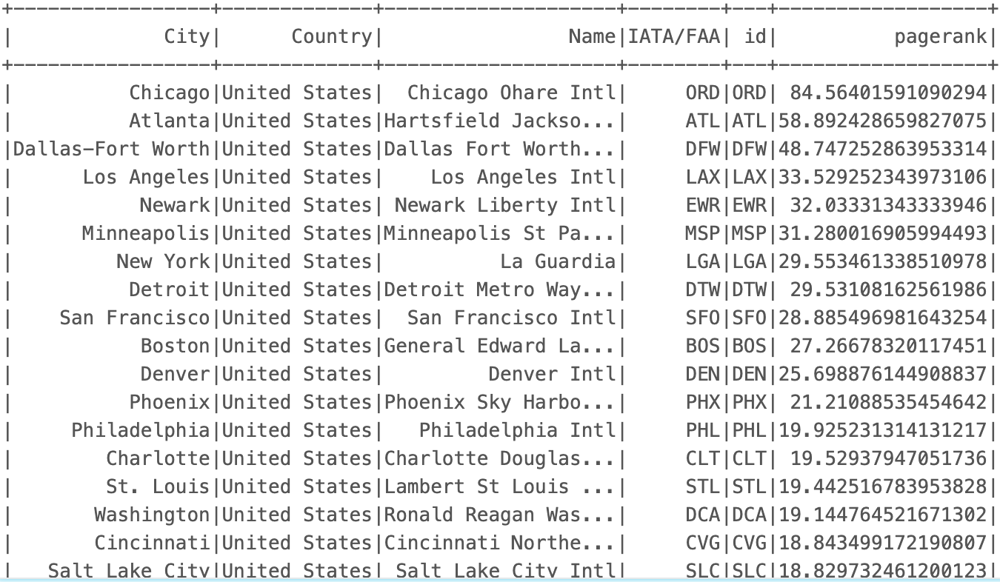 +-----------------+-------------+--------------------+--------+---+------------------+
|             City|      Country|                Name|IATA/FAA| id|          pagerank|
+-----------------+-------------+--------------------+--------+---+------------------+
|          Chicago|United States|  Chicago Ohare Intl|     ORD|ORD| 84.56401591090294|
|          Atlanta|United States|Hartsfield Jackso...|     ATL|ATL|58.892428659827075|
|Dallas-Fort Worth|United States|Dallas Fort Worth...|     DFW|DFW|48.747252863953314|
|      Los Angeles|United States|    Los Angeles Intl|     LAX|LAX|33.529252343973106|
|           Newark|United States| Newark Liberty Intl|     EWR|EWR| 32.03331343333946|
|      Minneapolis|United States|Minneapolis St Pa...|     MSP|MSP|31.280016905994493|
|         New York|United States|          La Guardia|     LGA|LGA|29.553461338510978|
|          Detroit|United States|Detroit Metro Way...|     DTW|DTW| 29.53108162561986|
|    San Francisco|United States|  San Francisco Intl|     SFO|SFO|28.885496981643254|
|           Boston|United States|General Edward La...|     BOS|BOS| 27.26678320117451|
|           Denver|United States|         Denver Intl|     DEN|DEN|25.698876144908837|
|          Phoenix|United States|Phoenix Sky Harbo...|     PHX|PHX| 21.21088535454642|
|     Philadelphia|United States|   Philadelphia Intl|     PHL|PHL|19.925231314131217|
|        Charlotte|United States|Charlotte Douglas...|     CLT|CLT| 19.52937947051736|
|        St. Louis|United States|Lambert St Louis ...|     STL|STL|19.442516783953828|
|       Washington|United States|Ronald Reagan Was...|     DCA|DCA|19.144764521671302|
|       Cincinnati|United States|Cincinnati Northe...|     CVG|CVG|18.843499172190807|
|   Salt Lake City|United States| Salt Lake City Intl|     SLC|SLC|18.829732461200123|